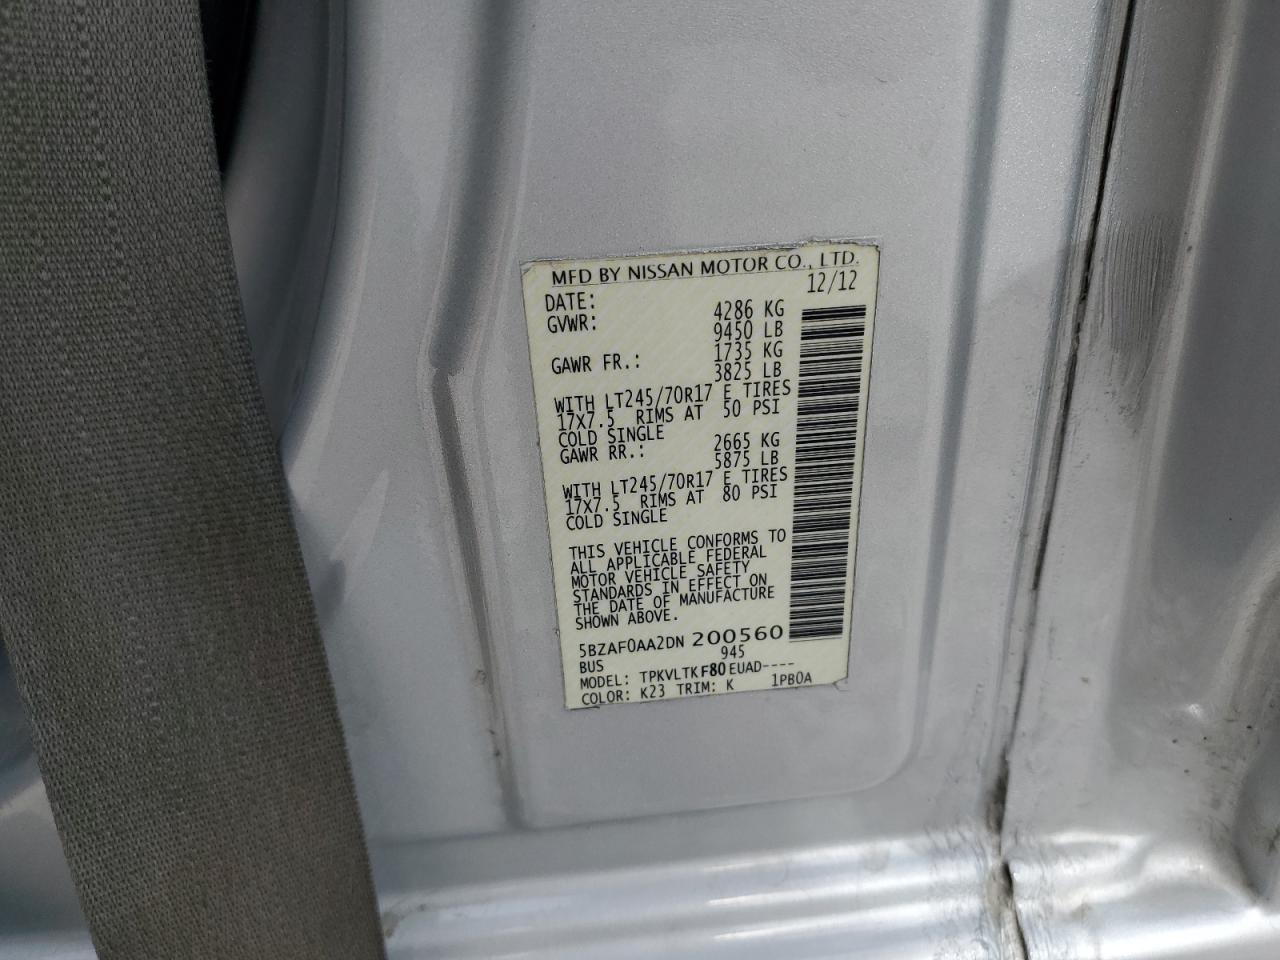 MFD BY NISSAN MOTOR CO., LTD.
DATE: 12/12
GVWR: 4286 KG
9450 LB
GAWR FR.: 1735 KG
3825 LB
WITH LT245/70R17 E TIRES
17X7.5 RIMS AT 50 PSI
COLD SINGLE
GAWR RR.: 2665 KG
5875 LB
WITH LT245/70R17 E TIRES
17X7.5 RIMS AT 80 PSI
COLD SINGLE
THIS VEHICLE CONFORMS TO
ALL APPLICABLE FEDERAL
MOTOR VEHICLE SAFETY
STANDARDS IN EFFECT ON
THE DATE OF MANUFACTURE
SHOWN ABOVE.
5BZAF0AA2DN200560
BUS 945
MODEL: TPKVLTKF80EUAD----
COLOR: K23 TRIM: K 1PB0A